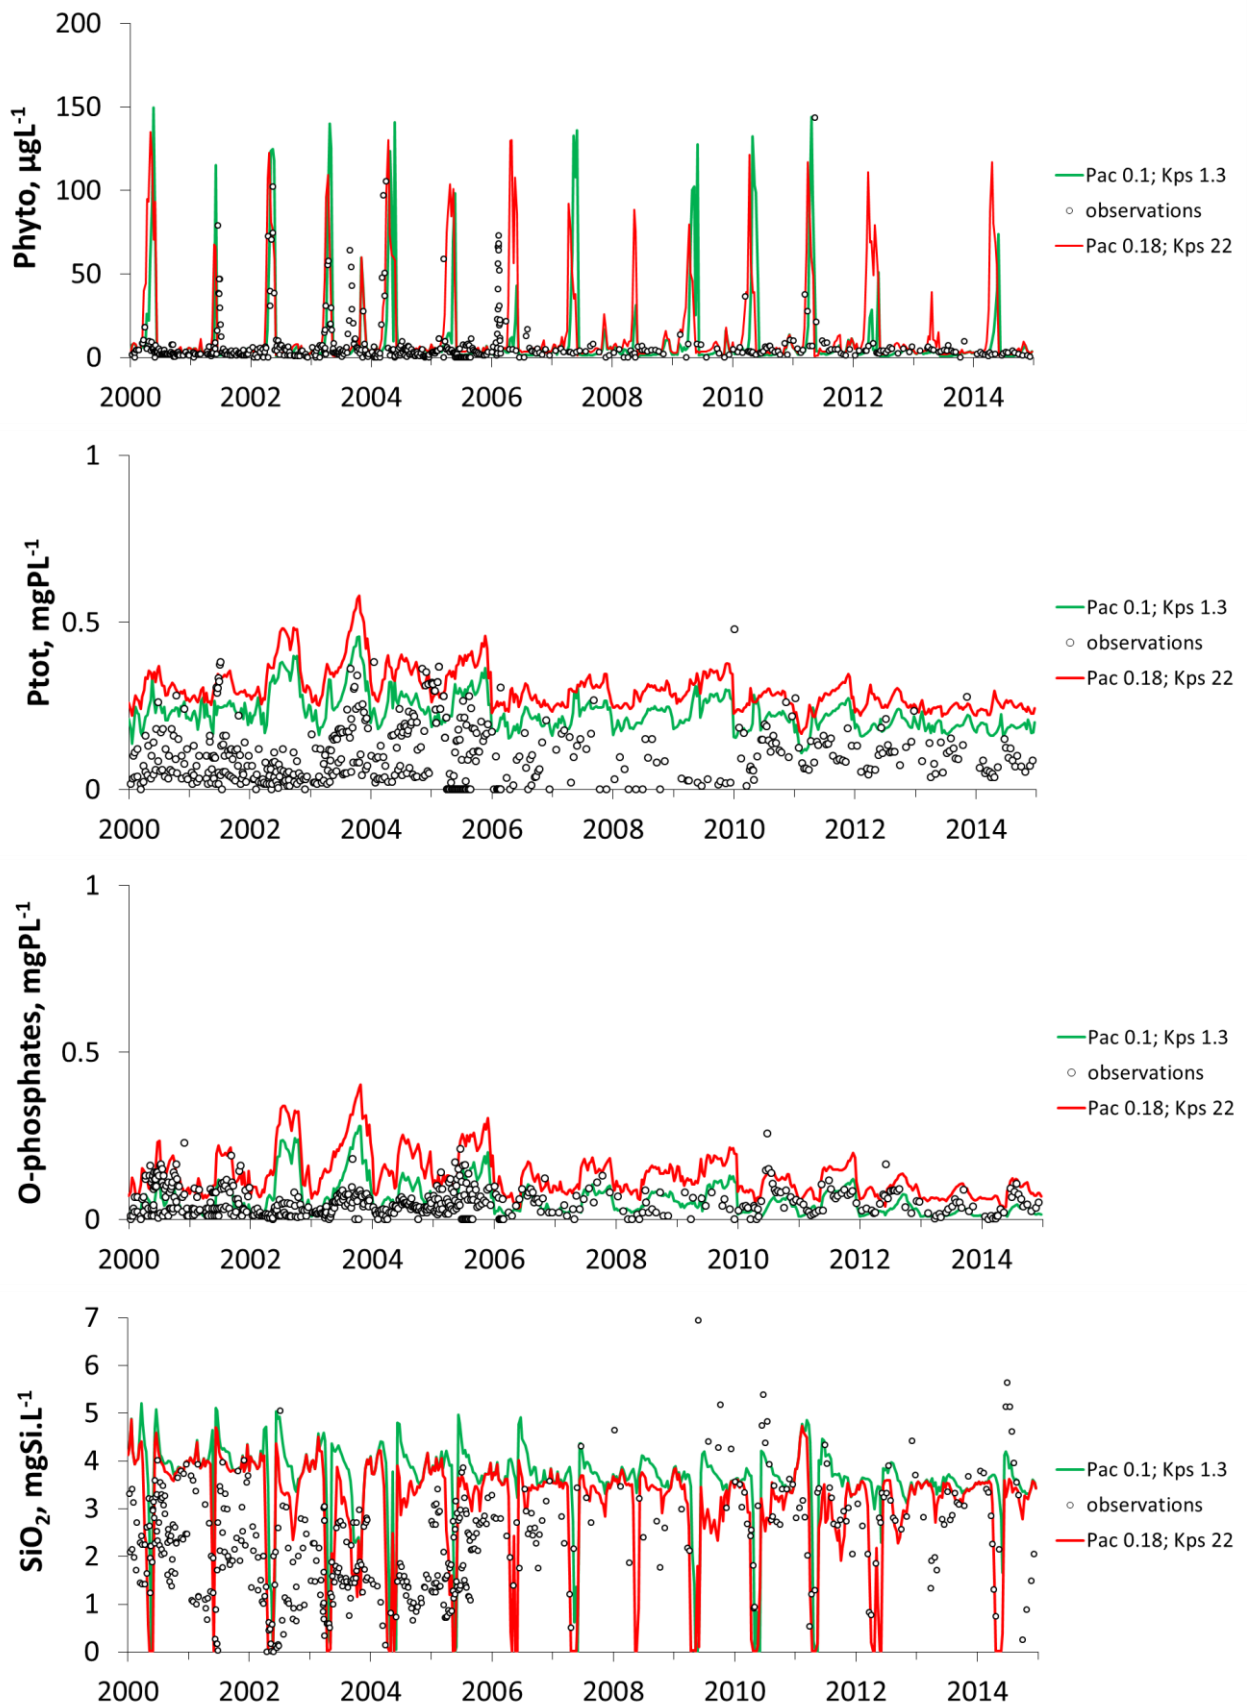 Phyto, µgL-1
200
150
100
50
0
2000 2002 2004 2006 2008 2010 2012 2014
Pac 0.1; Kps 1.3
observations
Pac 0.18; Kps 22
Ptot, mgPL-1
1
0.5
0
2000 2002 2004 2006 2008 2010 2012 2014
Pac 0.1; Kps 1.3
observations
Pac 0.18; Kps 22
O-phosphates, mgPL-1
1
0.5
0
2000 2002 2004 2006 2008 2010 2012 2014
Pac 0.1; Kps 1.3
observations
Pac 0.18; Kps 22
SiO2, mgSi.L-1
7
6
5
4
3
2
1
0
2000 2002 2004 2006 2008 2010 2012 2014
Pac 0.1; Kps 1.3
observations
Pac 0.18; Kps 22